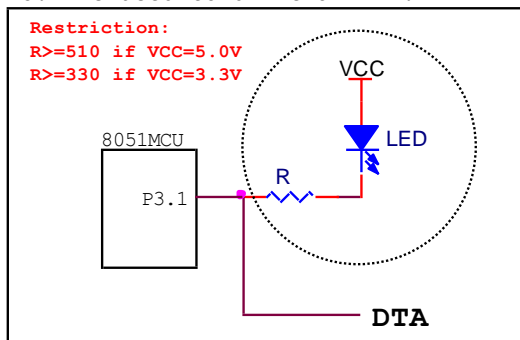 Restriction:
R>=510 if VCC=5.0V
R>=330 if VCC=3.3V
VCC
8051MCU
LED
R
P3.1
DTA